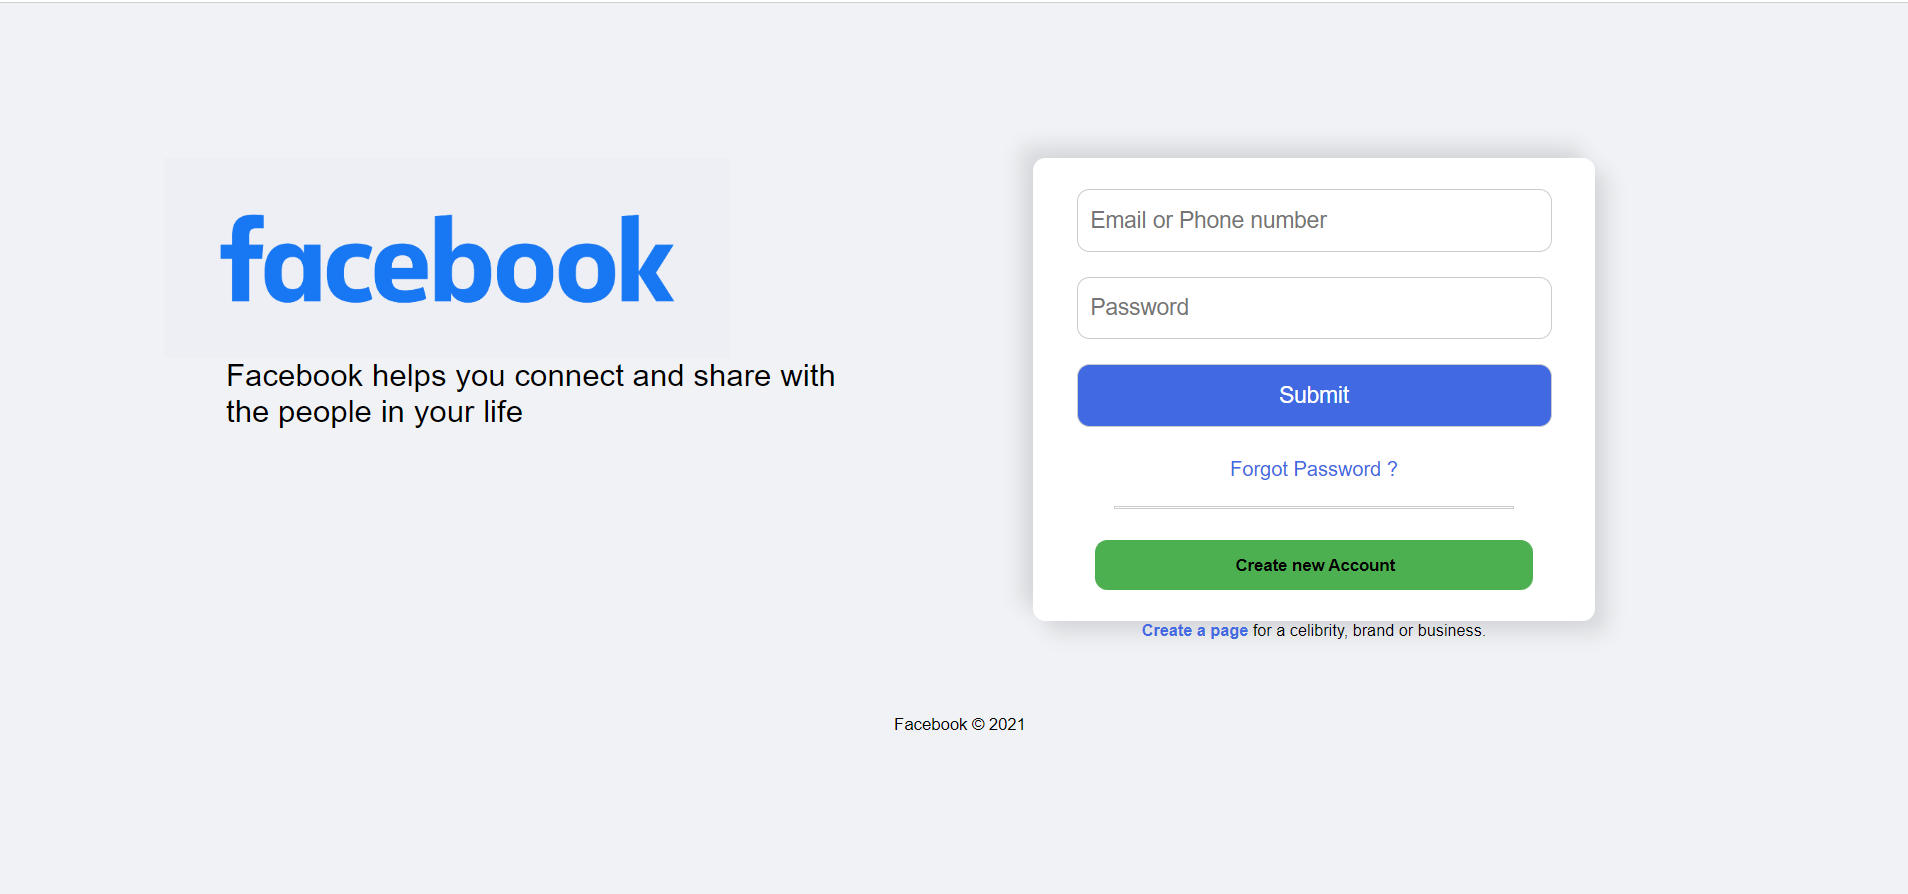 facebook
Facebook helps you connect and share with
the people in your life
Email or Phone number
Password
Submit
Forgot Password ?
Create new Account
Create a page for a celibrity, brand or business.
Facebook © 2021